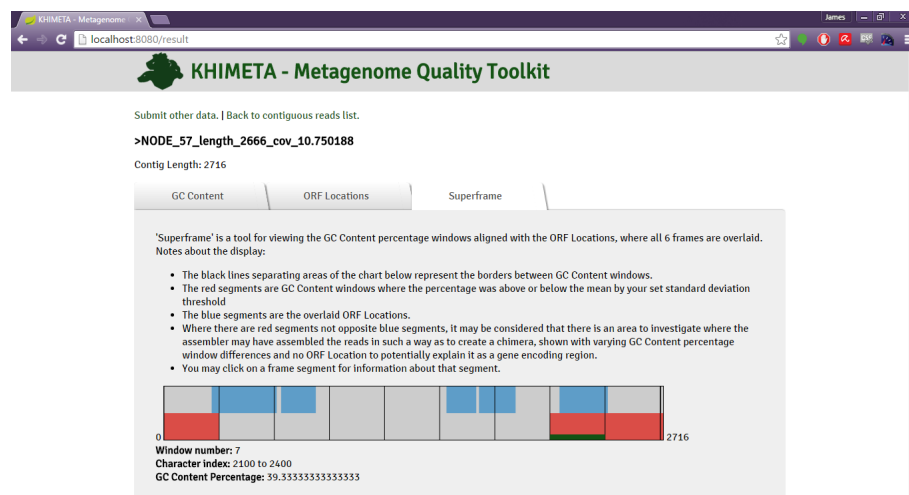 KHIMETA - Metagenome
James
localhost:8080/result
KHIMETA - Metagenome Quality Toolkit
Submit other data. | Back to contiguous reads list.
>NODE_57_length_2666_cov_10.750188
Contig Length: 2716
GC Content
ORF Locations
Superframe
'Superframe' is a tool for viewing the GC Content percentage windows aligned with the ORF Locations, where all 6 frames are overlaid.
Notes about the display:
• The black lines separating areas of the chart below represent the borders between GC Content windows.
• The red segments are GC Content windows where the percentage was above or below the mean by your set standard deviation
threshold
• The blue segments are the overlaid ORF Locations.
• Where there are red segments not opposite blue segments, it may be considered that there is an area to investigate where the
assembler may have assembled the reads in such a way as to create a chimera, shown with varying GC Content percentage
window differences and no ORF Location to potentially explain it as a gene encoding region.
• You may click on a frame segment for information about that segment.
0
2716
Window number: 7
Character index: 2100 to 2400
GC Content Percentage: 39.33333333333333